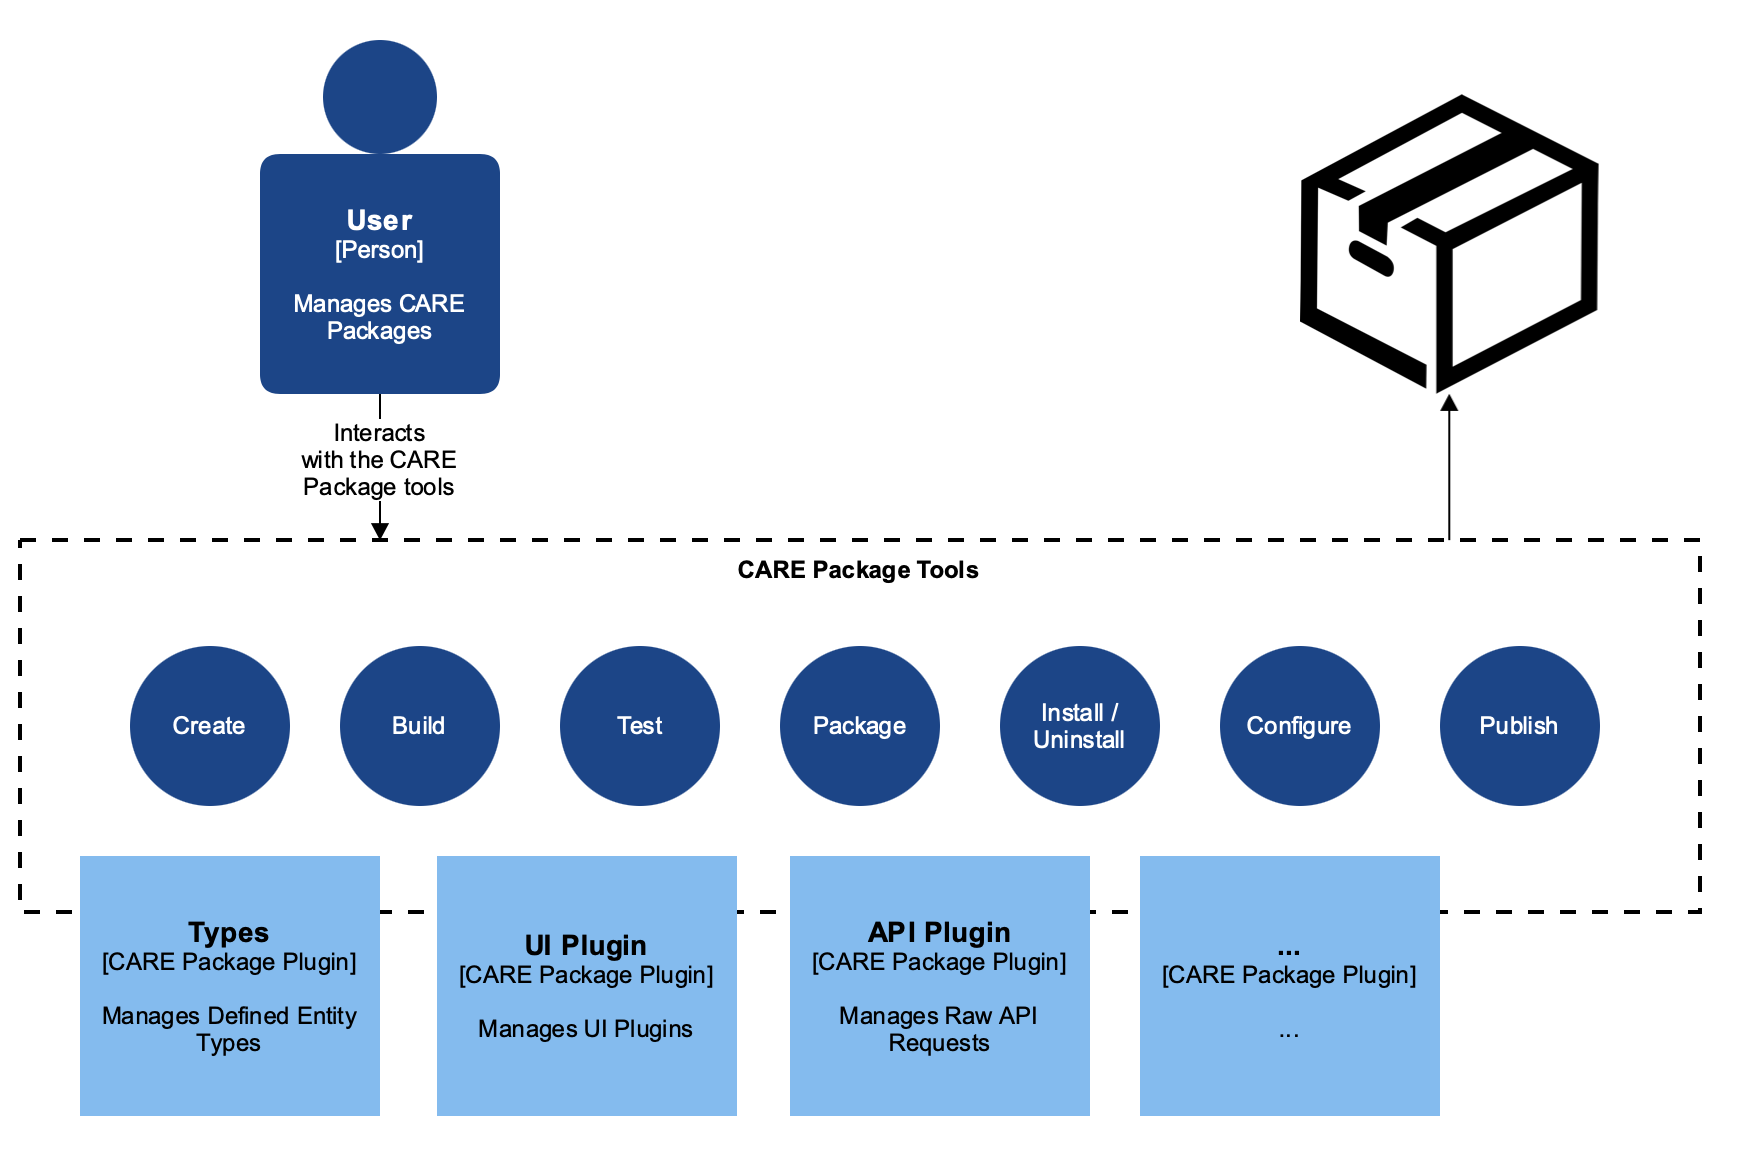 User
[Person]
Manages CARE
Packages
Interacts
with the CARE
Package tools
CARE Package Tools
Create
Build
Test
Package
Install /
Uninstall
Configure
Publish
Types
[CARE Package Plugin]
Manages Defined Entity
Types
UI Plugin
[CARE Package Plugin]
Manages UI Plugins
API Plugin
[CARE Package Plugin]
Manages Raw API
Requests
...
[CARE Package Plugin]
...